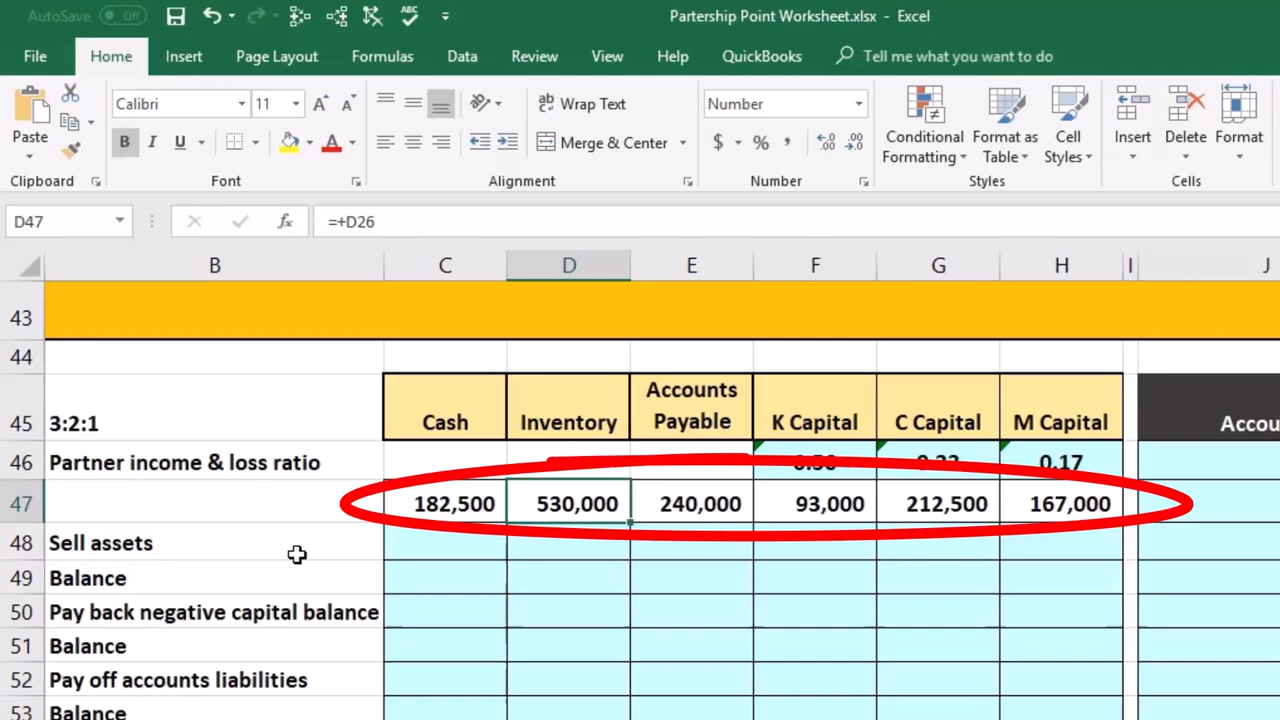 AutoSave Off Partership Point Worksheet.xlsx - Excel
File Home Insert Page Layout Formulas Data Review View Help QuickBooks Tell me what you want to do
Paste
Calibri 11
B I U
Wrap Text
Merge & Center
Number
$ % ,
Conditional Formatting
Format as Table
Cell Styles
Insert Delete Format
Clipboard Font Alignment Number Styles Cells
D47 fx =+D26
B C D E F G H I J
43
44
45 3:2:1 Cash Inventory Accounts Payable K Capital C Capital M Capital
46 Partner income & loss ratio 0.17
47 182,500 530,000 240,000 93,000 212,500 167,000
48 Sell assets
49 Balance
50 Pay back negative capital balance
51 Balance
52 Pay off accounts liabilities
53 Balance